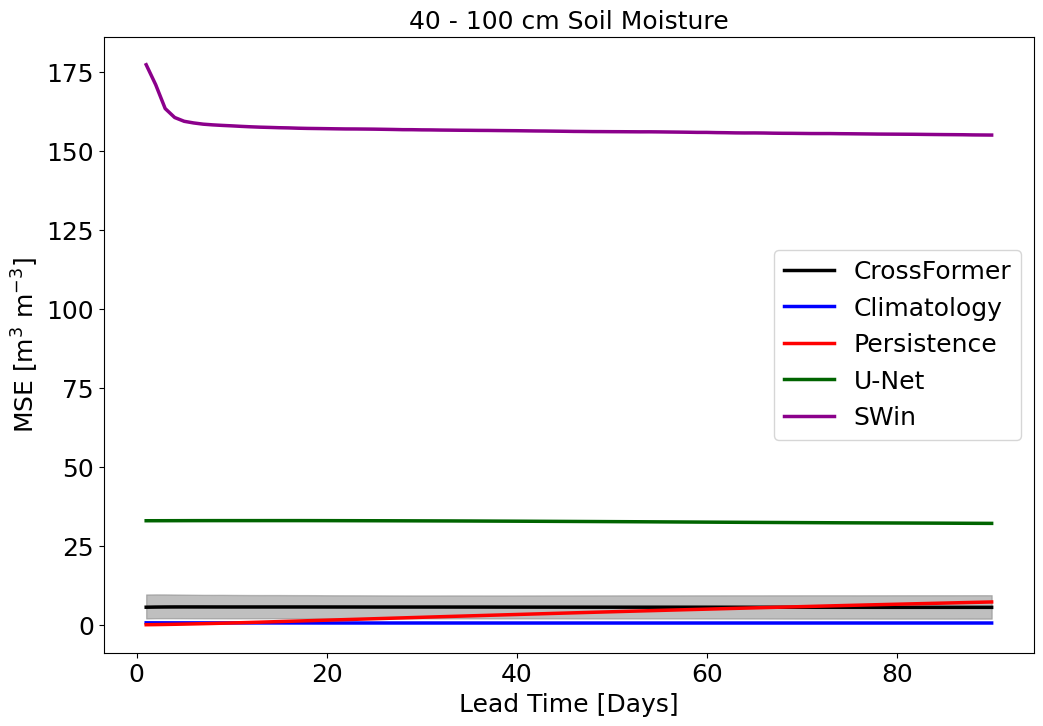 40 - 100 cm Soil Moisture
MSE [m³ m⁻³]
175
150
125
100
75
50
25
0
CrossFormer
Climatology
Persistence
U-Net
SWin
0 20 40 60 80
Lead Time [Days]